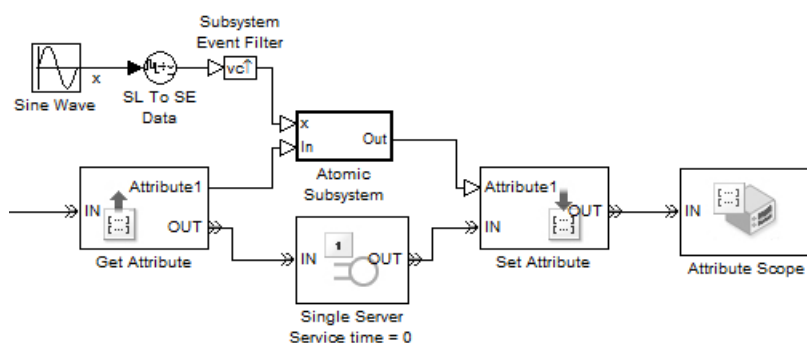 Subsystem
Event Filter
vc↑
x
Sine Wave
SL To SE
Data
x
In
Out
Atomic
Subsystem
Attribute1
IN
[...]
OUT
Get Attribute
IN
1
OUT
Single Server
Service time = 0
Attribute1
IN
[...]
OUT
Set Attribute
IN
[...]
Attribute Scope